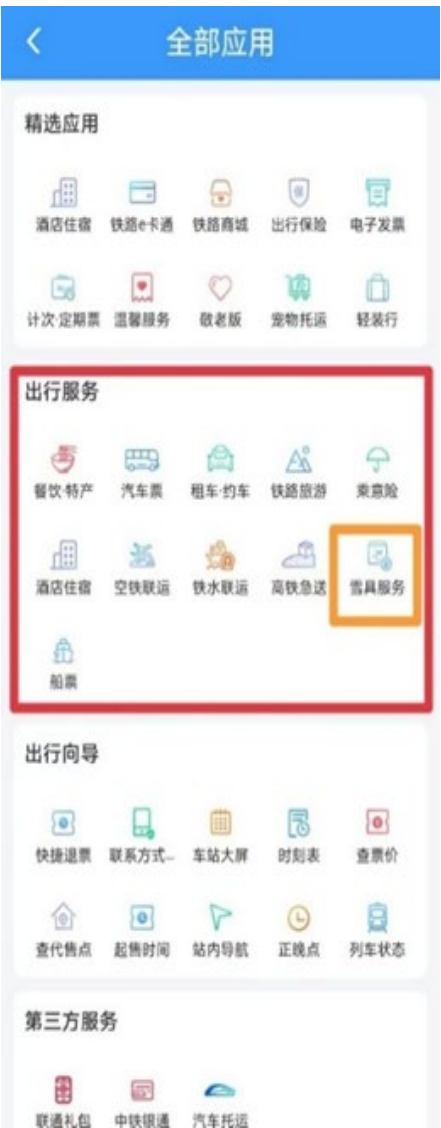 全部应用
精选应用
酒店住宿 铁路e卡通 铁路商城 出行保险 电子发票
计次·定期票 温馨服务 敬老版 宠物托运 轻装行
出行服务
餐饮·特产 汽车票 租车·约车 铁路旅游 乘意险
酒店住宿 空铁联运 铁水联运 高铁急送 雪具服务
船票
出行向导
快捷退票 联系方式... 车站大屏 时刻表 查票价
查代售点 起售时间 站内导航 正晚点 列车状态
第三方服务
联通礼包 中铁银通 汽车托运